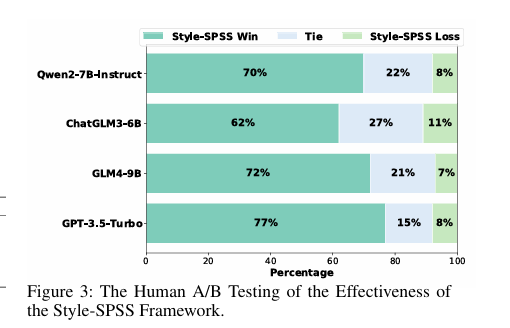 Style-SPSS Win Tie Style-SPSS Loss
Qwen2-7B-Instruct 70% 22% 8%
ChatGLM3-6B 62% 27% 11%
GLM4-9B 72% 21% 7%
GPT-3.5-Turbo 77% 15% 8%
0 20 40 60 80 100
Percentage
Figure 3: The Human A/B Testing of the Effectiveness of
the Style-SPSS Framework.